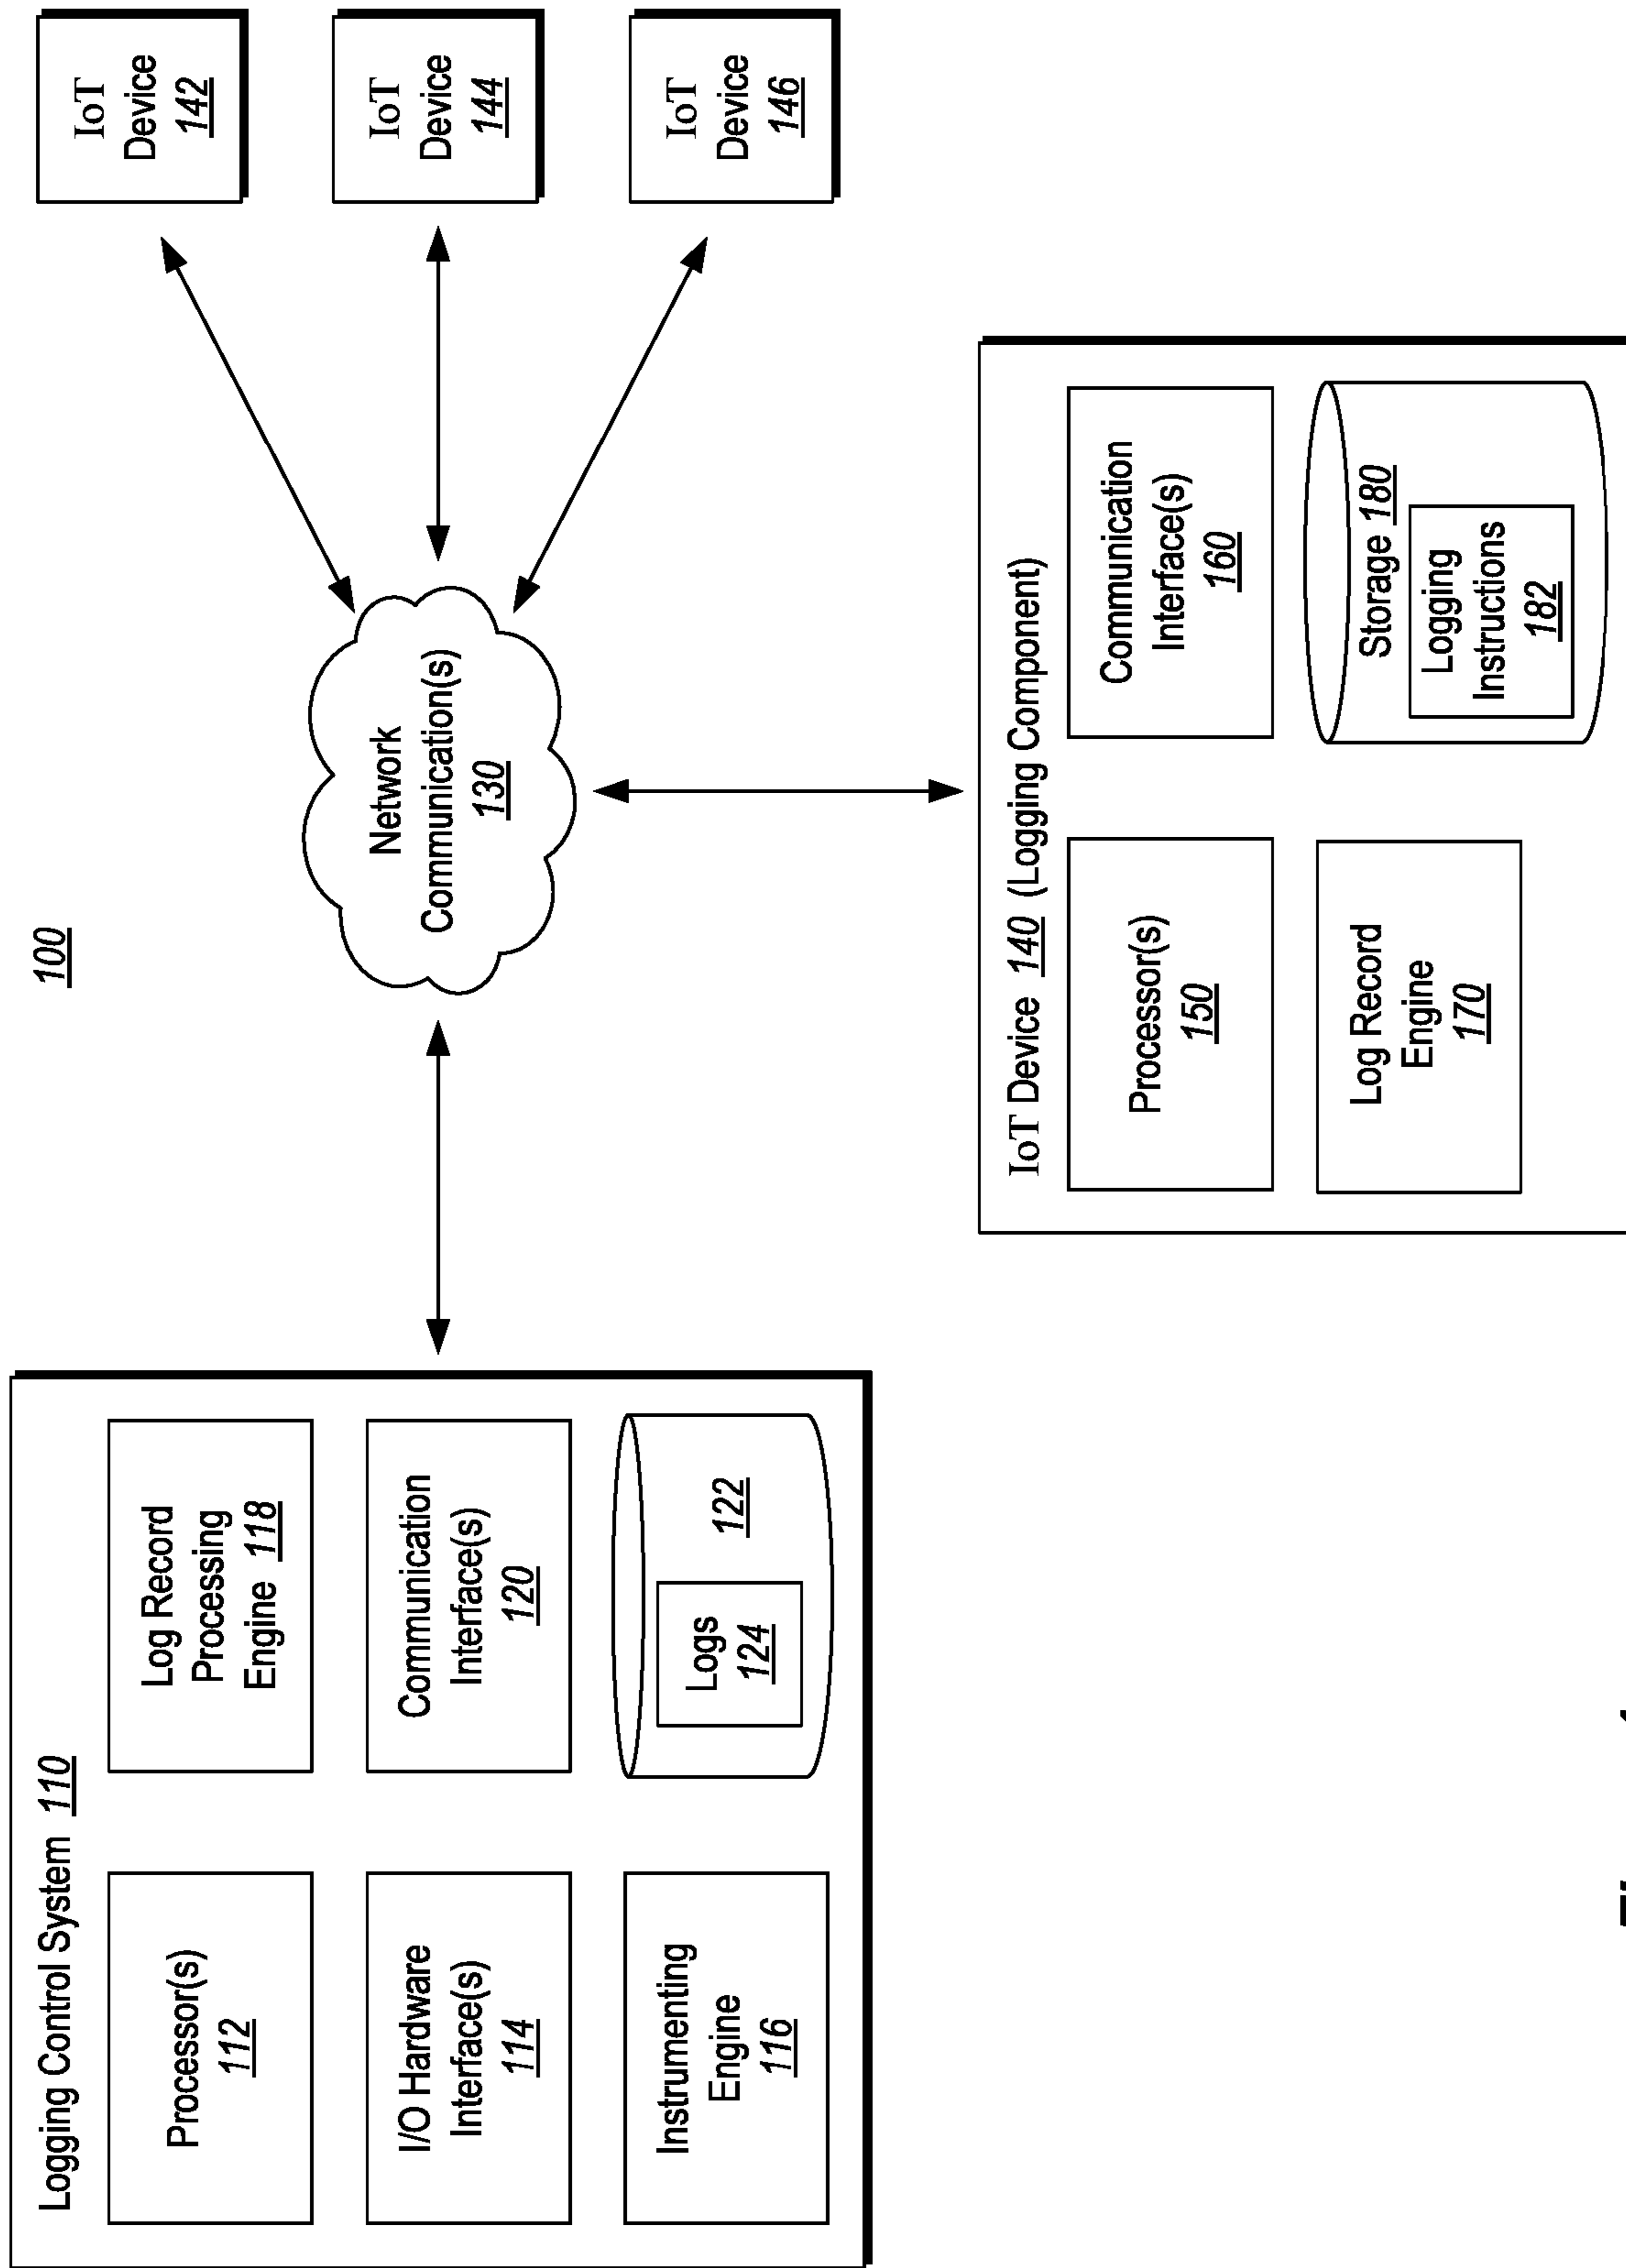 100
Logging Control System 110
Processor(s)
112
Log Record
Processing
Engine 118
I/O Hardware
Interface(s)
114
Communication
Interface(s)
120
Instrumenting
Engine
116
122
Logs
124
Network
Communication(s)
130
IoT
Device
142
IoT
Device
144
IoT
Device
146
IoT Device 140 (Logging Component)
Processor(s)
150
Communication
Interface(s)
160
Log Record
Engine
170
Storage 180
Logging
Instructions
182